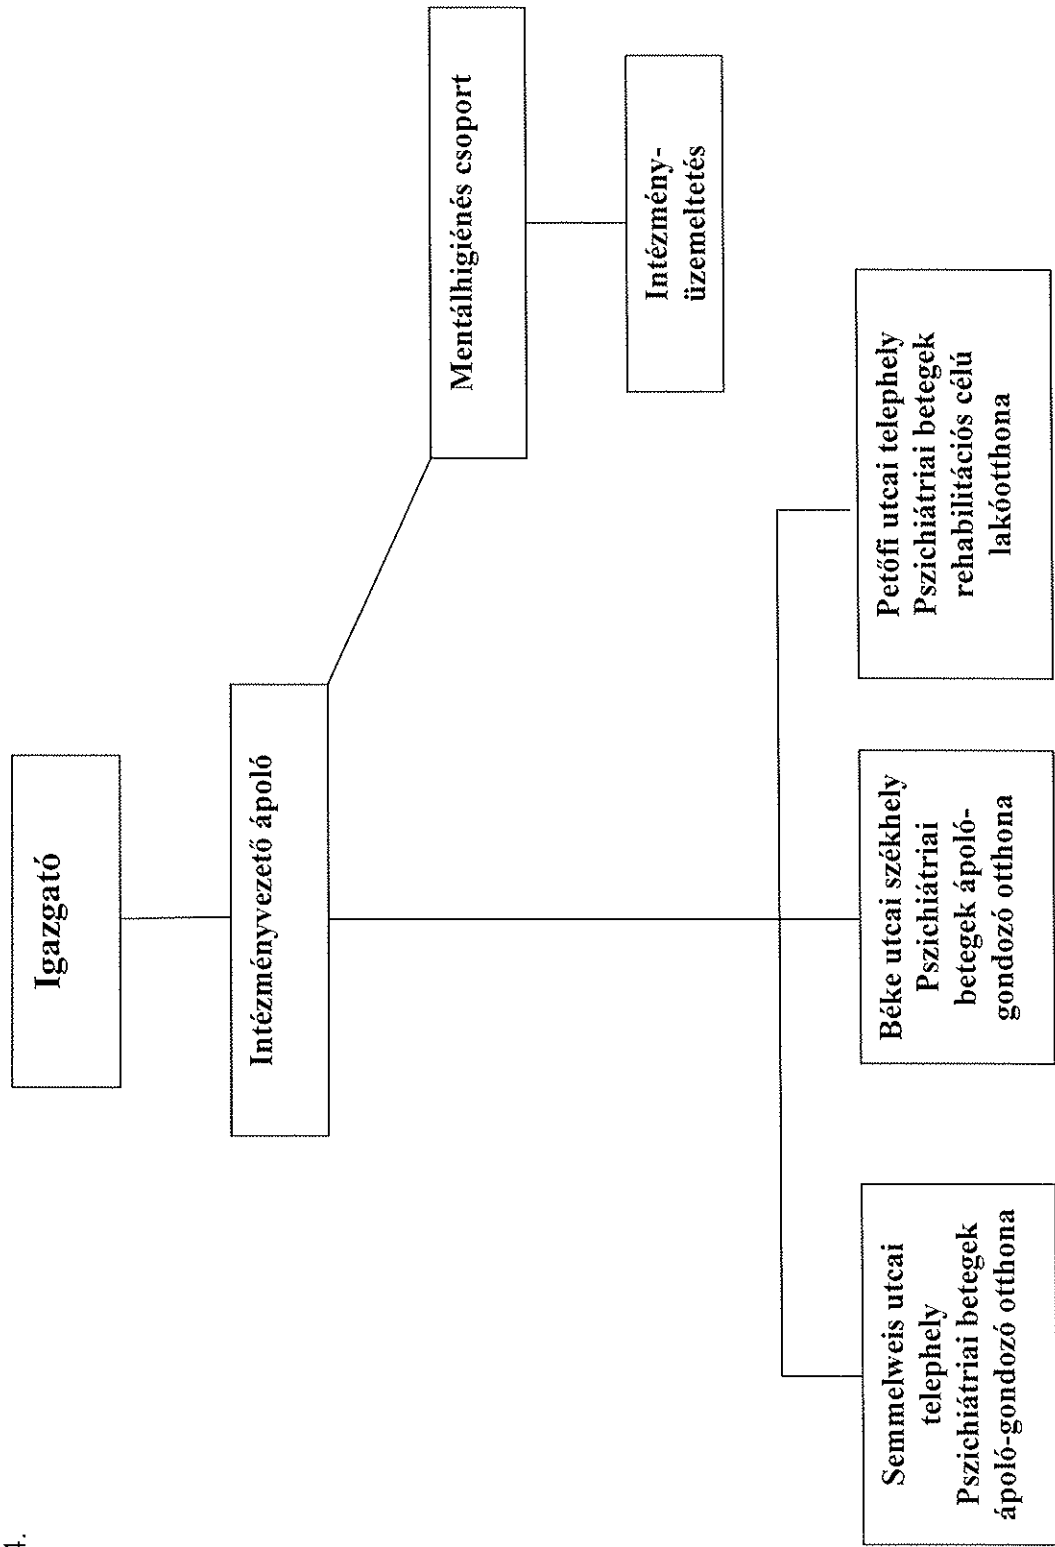 4.
Igazgató
Intézményvezető ápoló
Mentálhigiénés csoport
Intézmény-
üzemeltetés
Semmelweis utcai
telephely
Pszichiátriai betegek
ápoló-gondozó otthona
Béke utcai székhely
Pszichiátriai
betegek ápoló-
gondozó otthona
Petőfi utcai telephely
Pszichiátriai betegek
rehabilitációs célú
lakóotthona